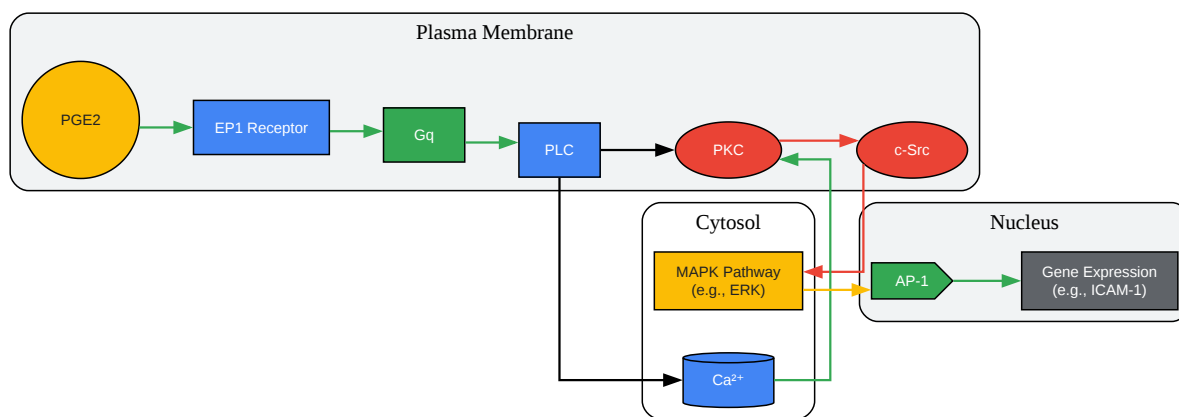 Plasma Membrane
PGE2
EP1 Receptor
Gq
PLC
PKC
c-Src
Cytosol
Nucleus
MAPK Pathway
(e.g., ERK)
AP-1
Gene Expression
(e.g., ICAM-1)
Ca²⁺